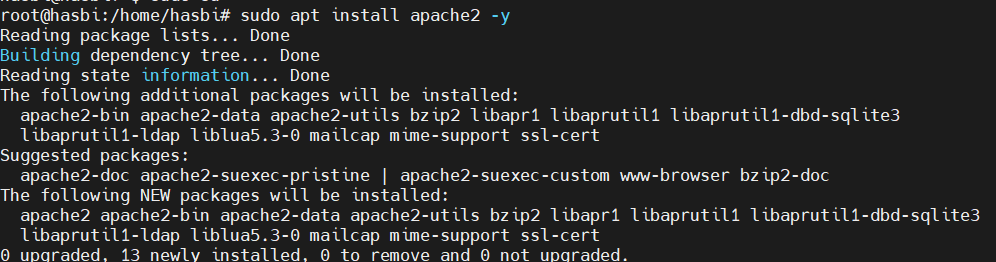 root@hasbi:/home/hasbi# sudo apt install apache2 -y
Reading package lists... Done
Building dependency tree... Done
Reading state information... Done
The following additional packages will be installed:
  apache2-bin apache2-data apache2-utils bzip2 libapr1 libaprutil1 libaprutil1-dbd-sqlite3
  libaprutil1-ldap liblua5.3-0 mailcap mime-support ssl-cert
Suggested packages:
  apache2-doc apache2-suexec-pristine | apache2-suexec-custom www-browser bzip2-doc
The following NEW packages will be installed:
  apache2 apache2-bin apache2-data apache2-utils bzip2 libapr1 libaprutil1 libaprutil1-dbd-sqlite3
  libaprutil1-ldap liblua5.3-0 mailcap mime-support ssl-cert
0 upgraded, 13 newly installed, 0 to remove and 0 not upgraded.